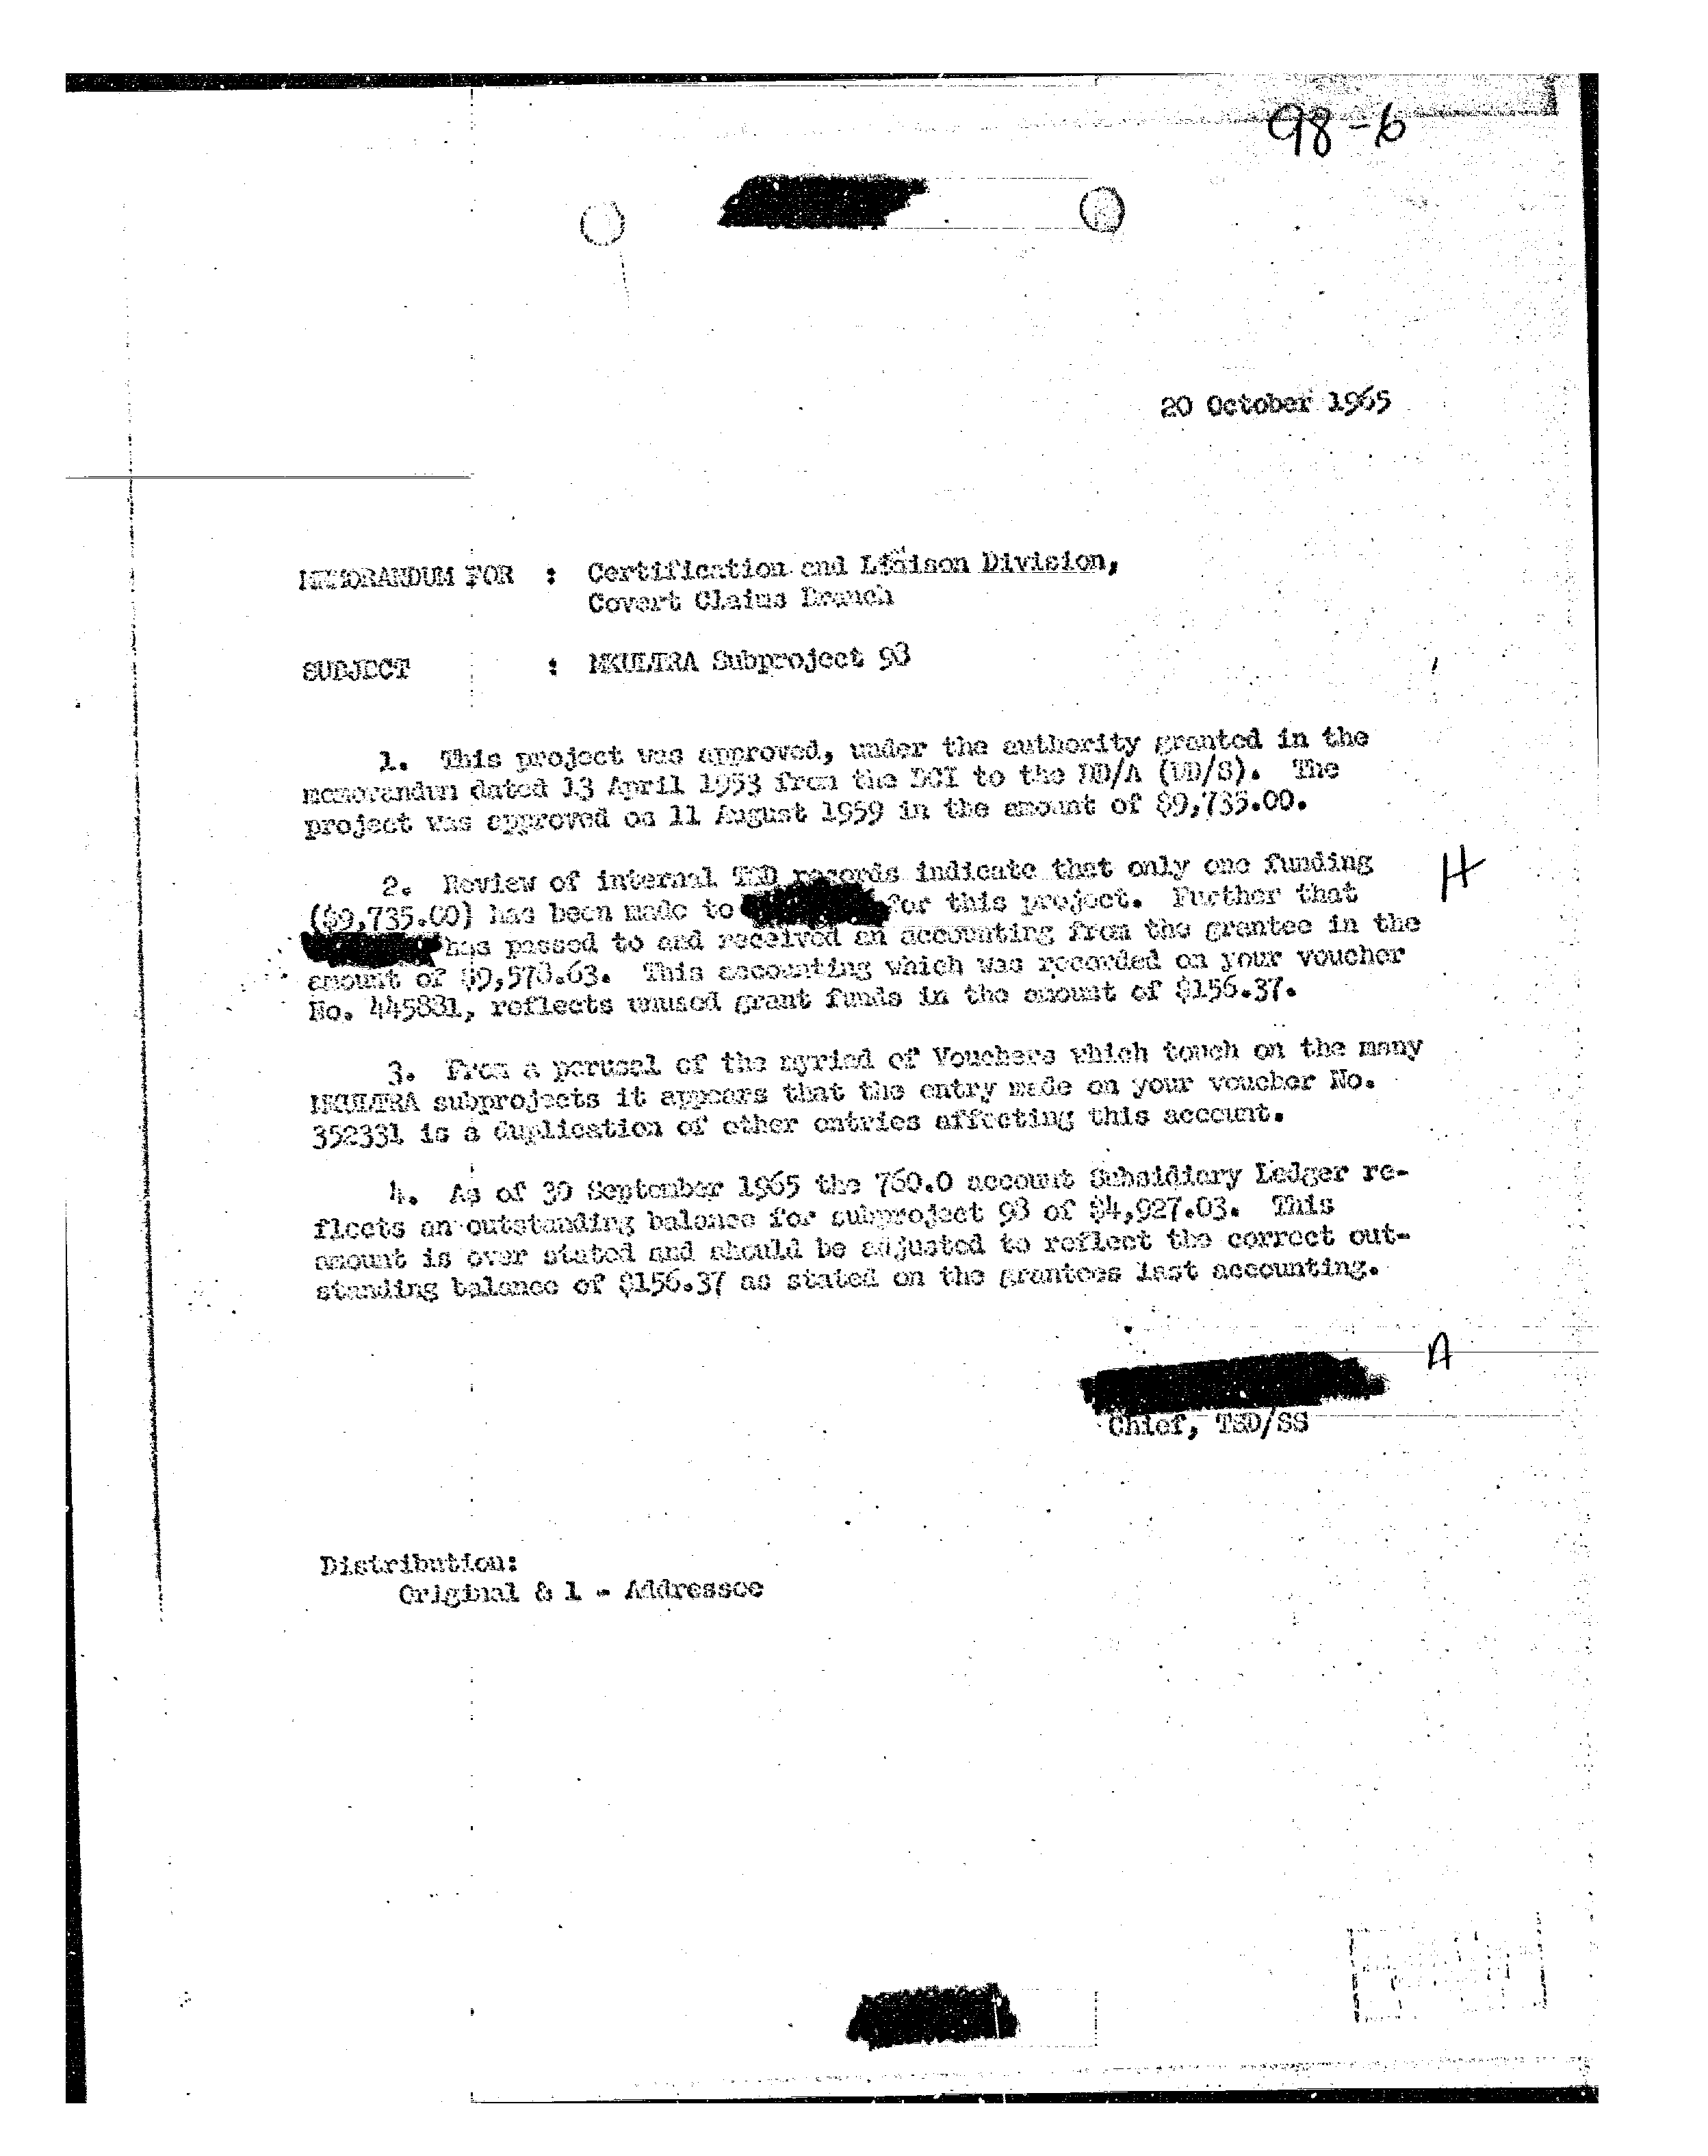 98-6
20 October 1965
MEMORANDUM FOR : Certification and Liaison Division,
Covert Claims Branch
SUBJECT : MKULTRA Subproject 98
1. This project was approved, under the authority granted in the
memorandum dated 13 April 1953 from the DCI to the DD/A (DD/S). The
project was approved on 11 August 1959 in the amount of $9,735.00.
2. Review of internal TSD records indicate that only one funding
($9,735.00) has been made to for this project. Further that
has passed to and received an accounting from the grantee in the
amount of $9,578.63. This accounting which was recorded on your voucher
No. 445831, reflects unused grant funds in the amount of $156.37.
3. From a perusal of the myriad of Vouchers which touch on the many
MKULTRA subprojects it appears that the entry made on your voucher No.
352331 is a duplication of other entries affecting this account.
4. As of 30 September 1965 the 760.0 account Subsidiary Ledger re-
flects an outstanding balance for subproject 98 of $4,927.03. This
amount is over stated and should be adjusted to reflect the correct out-
standing balance of $156.37 as stated on the grantees last accounting.
H
A
Chief, TSD/SS
Distribution:
Original & 1 - Addressee